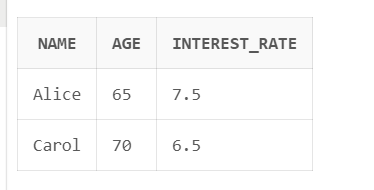 NAME AGE INTEREST_RATE
Alice 65 7.5
Carol 70 6.5